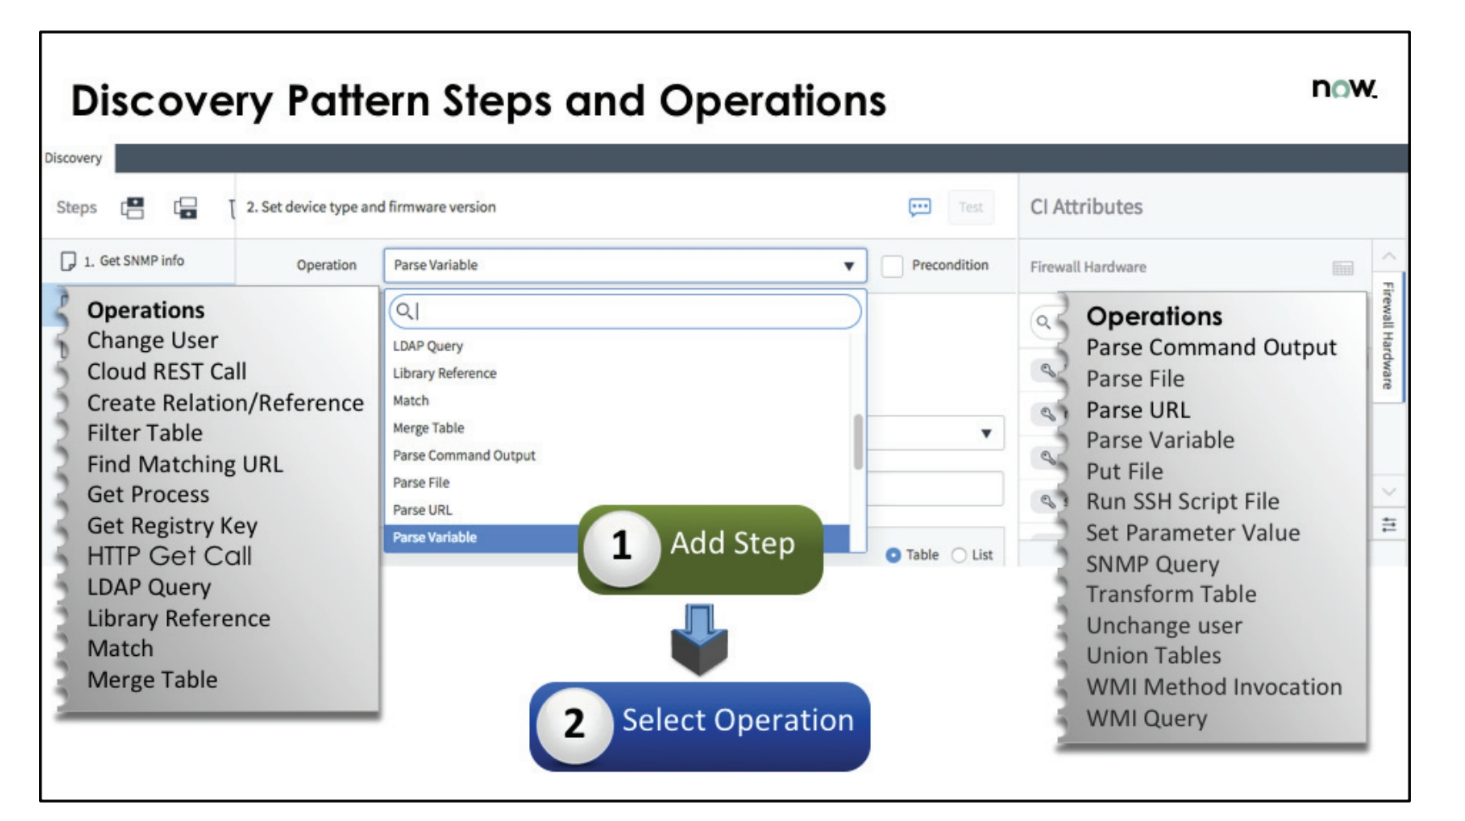 Discovery Pattern Steps and Operations
now.
Discovery
Steps
2. Set device type and firmware version
Test
CI Attributes
1. Get SNMP info
Operation
Parse Variable
Precondition
Firewall Hardware
Firewall Hardware
Operations
Change User
Cloud REST Call
Create Relation/Reference
Filter Table
Find Matching URL
Get Process
Get Registry Key
HTTP Get Call
LDAP Query
Library Reference
Match
Merge Table
LDAP Query
Library Reference
Match
Merge Table
Parse Command Output
Parse File
Parse URL
Parse Variable
Table
List
1 Add Step
2 Select Operation
Operations
Parse Command Output
Parse File
Parse URL
Parse Variable
Put File
Run SSH Script File
Set Parameter Value
SNMP Query
Transform Table
Unchange user
Union Tables
WMI Method Invocation
WMI Query